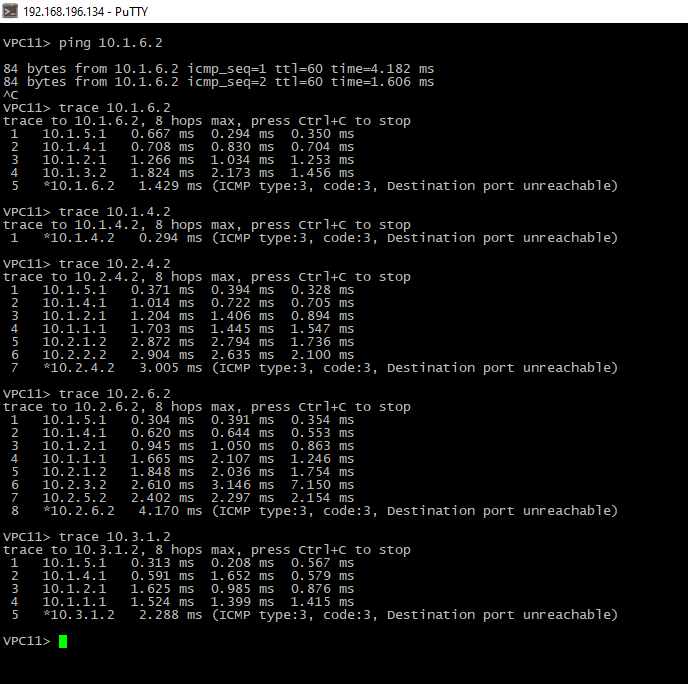 192.168.196.134 - PuTTY
VPC11> ping 10.1.6.2
84 bytes from 10.1.6.2 icmp_seq=1 ttl=60 time=4.182 ms
84 bytes from 10.1.6.2 icmp_seq=2 ttl=60 time=1.606 ms
^C
VPC11> trace 10.1.6.2
trace to 10.1.6.2, 8 hops max, press Ctrl+C to stop
1 10.1.5.1 0.667 ms 0.294 ms 0.350 ms
2 10.1.4.1 0.708 ms 0.830 ms 0.704 ms
3 10.1.2.1 1.266 ms 1.034 ms 1.253 ms
4 10.1.3.2 1.824 ms 2.173 ms 1.456 ms
5 *10.1.6.2 1.429 ms (ICMP type:3, code:3, Destination port unreachable)
VPC11> trace 10.1.4.2
trace to 10.1.4.2, 8 hops max, press Ctrl+C to stop
1 *10.1.4.2 0.294 ms (ICMP type:3, code:3, Destination port unreachable)
VPC11> trace 10.2.4.2
trace to 10.2.4.2, 8 hops max, press Ctrl+C to stop
1 10.1.5.1 0.371 ms 0.394 ms 0.328 ms
2 10.1.4.1 1.014 ms 0.722 ms 0.705 ms
3 10.1.2.1 1.204 ms 1.406 ms 0.894 ms
4 10.1.1.1 1.703 ms 1.445 ms 1.547 ms
5 10.2.1.2 2.872 ms 2.794 ms 1.736 ms
6 10.2.2.2 2.904 ms 2.635 ms 2.100 ms
7 *10.2.4.2 3.005 ms (ICMP type:3, code:3, Destination port unreachable)
VPC11> trace 10.2.6.2
trace to 10.2.6.2, 8 hops max, press Ctrl+C to stop
1 10.1.5.1 0.304 ms 0.391 ms 0.354 ms
2 10.1.4.1 0.620 ms 0.644 ms 0.553 ms
3 10.1.2.1 0.945 ms 1.050 ms 0.863 ms
4 10.1.1.1 1.665 ms 2.107 ms 1.246 ms
5 10.2.1.2 1.848 ms 2.036 ms 1.754 ms
6 10.2.3.2 2.610 ms 3.146 ms 7.150 ms
7 10.2.5.2 2.402 ms 2.297 ms 2.154 ms
8 *10.2.6.2 4.170 ms (ICMP type:3, code:3, Destination port unreachable)
VPC11> trace 10.3.1.2
trace to 10.3.1.2, 8 hops max, press Ctrl+C to stop
1 10.1.5.1 0.313 ms 0.208 ms 0.567 ms
2 10.1.4.1 0.591 ms 1.652 ms 0.579 ms
3 10.1.2.1 1.625 ms 0.985 ms 0.876 ms
4 10.1.1.1 1.524 ms 1.399 ms 1.415 ms
5 *10.3.1.2 2.288 ms (ICMP type:3, code:3, Destination port unreachable)
VPC11>